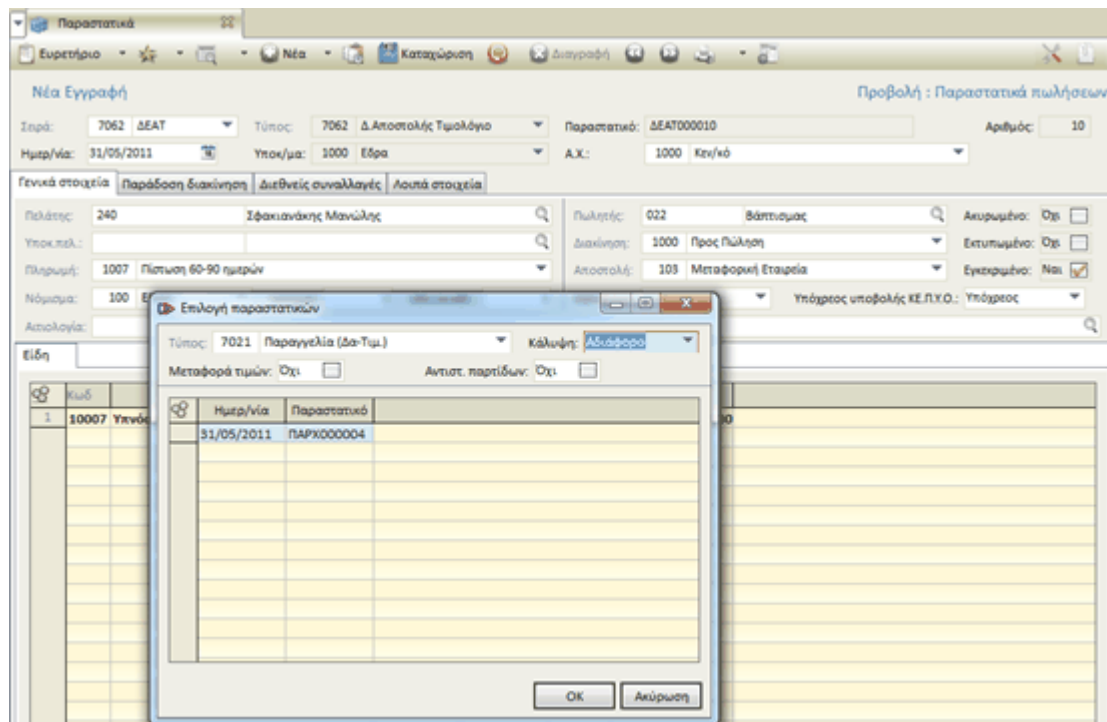 Παραστατικά
Ευρετήριο Νέα Καταχώριση Διαγραφή
Νέα Εγγραφή Προβολή : Παραστατικά πωλήσεων
Σειρά: 7062 ΔΕΑΤ Τύπος: 7062 Δ.Αποστολής Τιμολόγιο Παραστατικό: ΔΕΑΤ000010 Αριθμός: 10
Ημερ/νία: 31/05/2011 Υποκ/μα: 1000 Εδρα Α.Χ.: 1000 Κεν/κό
Γενικά στοιχεία Παράδοση διακίνηση Διεθνείς συναλλαγές Λοιπά στοιχεία
Πελάτης: 240 Σφακιανάκης Μανώλης Πωλητής: 022 Βάπτισμας Ακυρωμένο: Όχι
Υποκ.πελ.: Διακίνηση: 1000 Προς Πώληση Εκτυπωμένο: Όχι
Πληρωμή: 1007 Πίστωση 60-90 ημερών Αποστολή: 103 Μεταφορική Εταιρεία Εγκεκριμένο: Ναι
Νόμισμα: 100 Υπόχρεος υποβολής ΚΕ.Π.Υ.Ο.: Υπόχρεος
Αιτιολογία:
Είδη
Κωδ
1 10007 Υπνό
Επιλογή παραστατικών
Τύπος: 7021 Παραγγελία (Δα-Τιμ.) Κάλυψη: Αδιάφορο
Μεταφορά τιμών: Όχι Αντιστ. παρτίδων: Όχι
Ημερ/νία Παραστατικό
31/05/2011 ΠΑΡΧ000004
OK Ακύρωση